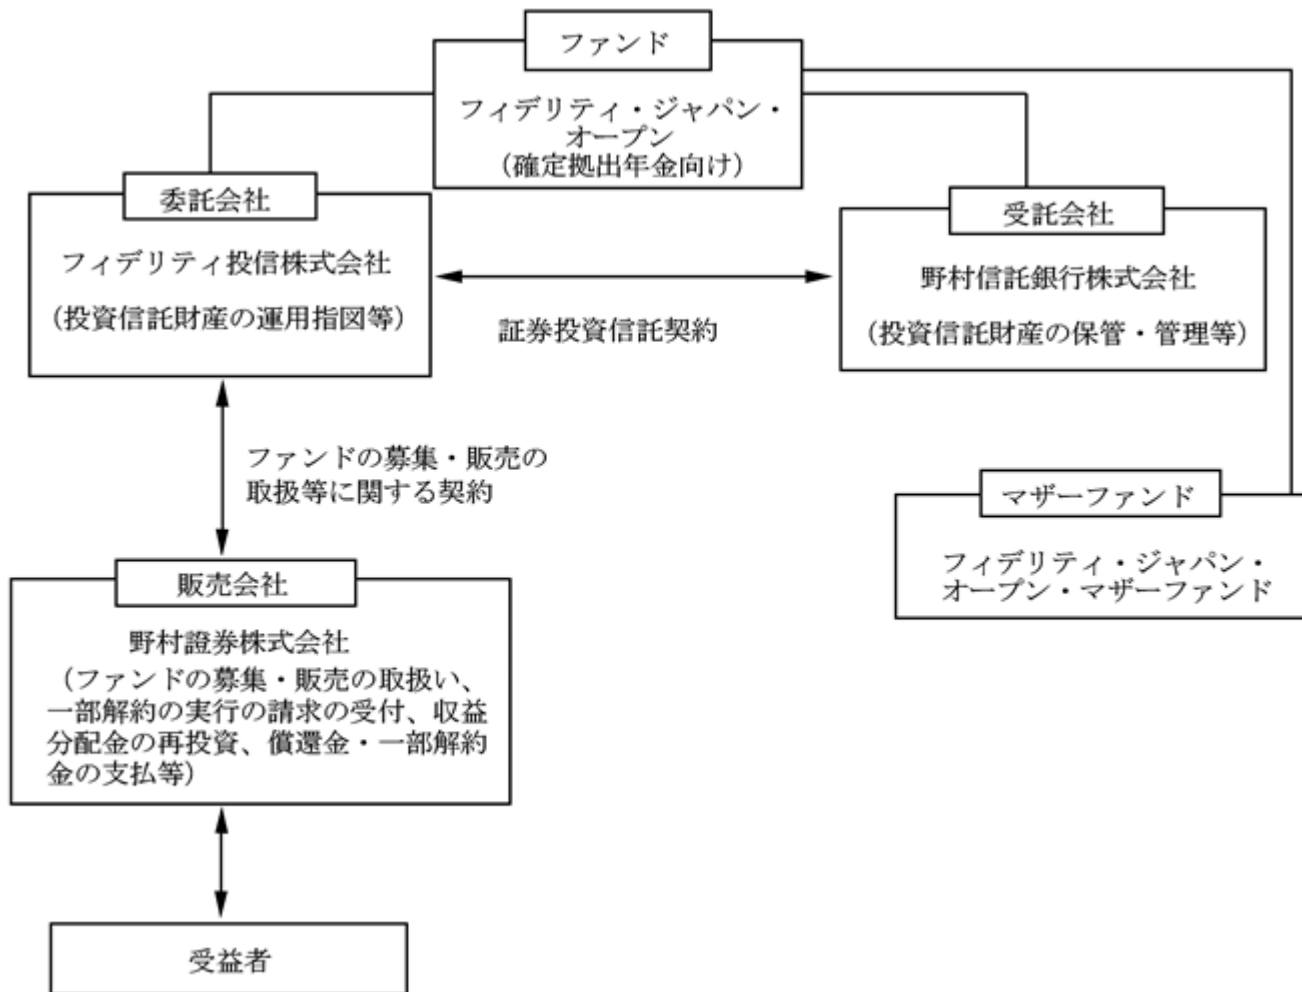 ファンド
フィデリティ・ジャパン・
オープン
（確定拠出年金向け）
委託会社
フィデリティ投信株式会社
（投資信託財産の運用指図等）
証券投資信託契約
受託会社
野村信託銀行株式会社
（投資信託財産の保管・管理等）
ファンドの募集・販売の
取扱等に関する契約
マザーファンド
フィデリティ・ジャパン・
オープン・マザーファンド
販売会社
野村證券株式会社
（ファンドの募集・販売の取扱い、
一部解約の実行の請求の受付、収益
分配金の再投資、償還金・一部解約
金の支払等）
受益者